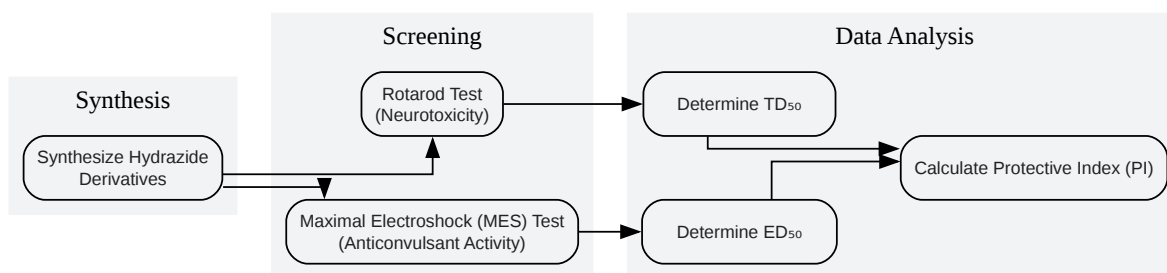 Synthesis
Synthesize Hydrazide
Derivatives
Screening
Rotarod Test
(Neurotoxicity)
Maximal Electroshock (MES) Test
(Anticonvulsant Activity)
Data Analysis
Determine TD₅₀
Determine ED₅₀
Calculate Protective Index (PI)